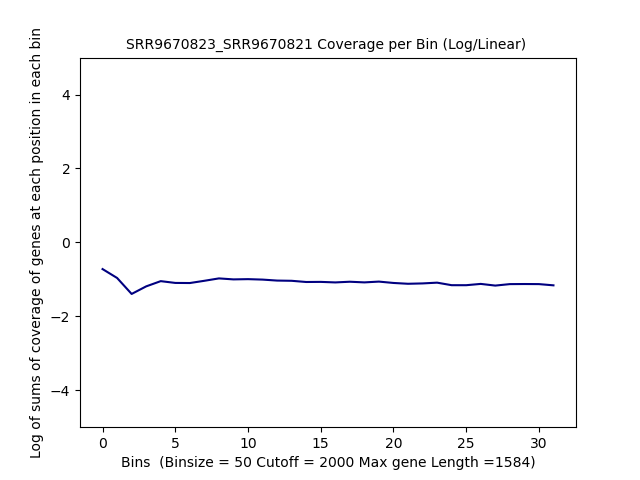 SRR9670823_SRR9670821 Coverage per Bin (Log/Linear)
Log of sums of coverage of genes at each position in each bin
4
2
0
−2
−4
0 5 10 15 20 25 30
Bins  (Binsize = 50 Cutoff = 2000 Max gene Length =1584)